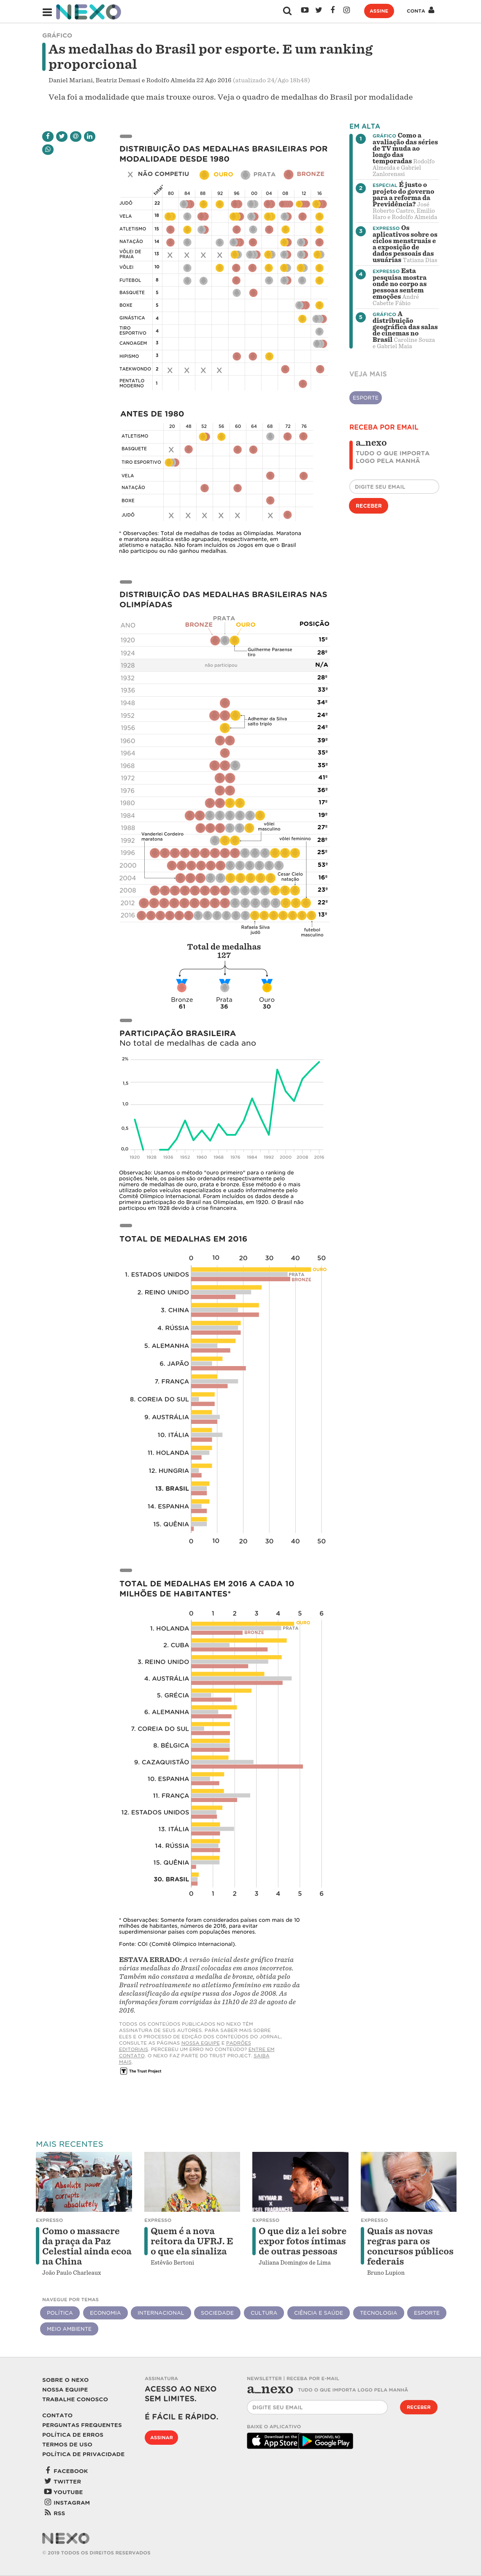 NEXO
ASSINE
CONTA
GRÁFICO
As medalhas do Brasil por esporte. E um ranking
proporcional
Daniel Mariani, Beatriz Demasi e Rodolfo Almeida 22 Ago 2016 (atualizado 24/Ago 18h48)
Vela foi a modalidade que mais trouxe ouros. Veja o quadro de medalhas do Brasil por modalidade
DISTRIBUIÇÃO DAS MEDALHAS BRASILEIRAS POR
MODALIDADE DESDE 1980
X NÃO COMPETIU OURO PRATA BRONZE
TOTAL 80 84 88 92 96 00 04 08 12 16
JUDÔ 22
VELA 18
ATLETISMO 15
NATAÇÃO 14
VÔLEI DE
PRAIA 13 X X X X
VÔLEI 10
FUTEBOL 8
BASQUETE 5
BOXE 5
GINÁSTICA 4
TIRO
ESPORTIVO 4
CANOAGEM 3
HIPISMO 3
TAEKWONDO 2 X X X X
PENTATLO
MODERNO 1
ANTES DE 1980
20 48 52 56 60 64 68 72 76
ATLETISMO
BASQUETE X
TIRO ESPORTIVO
VELA
NATAÇÃO
BOXE
JUDÔ X X X X X X X
* Observações: Total de medalhas de todas as Olimpíadas. Maratona
e maratona aquática estão agrupadas, respectivamente, em
atletismo e natação. Não foram incluídos os Jogos em que o Brasil
não participou ou não ganhou medalhas.
DISTRIBUIÇÃO DAS MEDALHAS BRASILEIRAS NAS
OLIMPÍADAS
ANO BRONZE PRATA OURO POSIÇÃO
1920 15º
Guilherme Paraense
tiro
1924 28º
1928 não participou N/A
1932 28º
1936 33º
1948 34º
1952 24º
Adhemar da Silva
salto triplo
1956 24º
1960 39º
1964 35º
1968 35º
1972 41º
1976 36º
1980 17º
1984 19º
vôlei
masculino
1988 27º
Vanderlei Cordeiro
maratona
vôlei feminino
1992 28º
1996 25º
2000 53º
Cesar Cielo
natação
2004 16º
2008 23º
2012 22º
2016 13º
Rafaela Silva
judô
futebol
masculino
Total de medalhas
127
Bronze Prata Ouro
61 36 30
PARTICIPAÇÃO BRASILEIRA
No total de medalhas de cada ano
2%
1,5
1,0
0,5
0,0
1920 1928 1936 1952 1960 1968 1976 1984 1992 2000 2008 2016
Observação: Usamos o método "ouro primeiro" para o ranking de
posições. Nele, os países são ordenados respectivamente pelo
número de medalhas de ouro, prata e bronze. Esse método é o mais
utilizado pelos veículos especializados e usado informalmente pelo
Comitê Olímpico Internacional. Foram incluídos os dados desde a
primeira participação do Brasil nas Olimpíadas, em 1920. O Brasil não
participou em 1928 devido à crise financeira.
TOTAL DE MEDALHAS EM 2016
0 10 20 30 40 50
OURO
PRATA
BRONZE
1. ESTADOS UNIDOS
2. REINO UNIDO
3. CHINA
4. RÚSSIA
5. ALEMANHA
6. JAPÃO
7. FRANÇA
8. COREIA DO SUL
9. AUSTRÁLIA
10. ITÁLIA
11. HOLANDA
12. HUNGRIA
13. BRASIL
14. ESPANHA
15. QUÊNIA
0 10 20 30 40 50
TOTAL DE MEDALHAS EM 2016 A CADA 10
MILHÕES DE HABITANTES*
0 1 2 3 4 5 6
OURO
PRATA
BRONZE
1. HOLANDA
2. CUBA
3. REINO UNIDO
4. AUSTRÁLIA
5. GRÉCIA
6. ALEMANHA
7. COREIA DO SUL
8. BÉLGICA
9. CAZAQUISTÃO
10. ESPANHA
11. FRANÇA
12. ESTADOS UNIDOS
13. ITÁLIA
14. RÚSSIA
15. QUÊNIA
30. BRASIL
0 1 2 3 4 5 6
* Observações: Somente foram considerados países com mais de 10
milhões de habitantes, números de 2016, para evitar
superdimensionar países com populações menores.
Fonte: COI (Comitê Olímpico Internacional).
ESTAVA ERRADO: A versão inicial deste gráfico trazia
várias medalhas do Brasil colocadas em anos incorretos.
Também não constava a medalha de bronze, obtida pelo
Brasil retroativamente no atletismo feminino em razão da
desclassificação da equipe russa dos Jogos de 2008. As
informações foram corrigidas às 11h10 de 23 de agosto de
2016.
TODOS OS CONTEÚDOS PUBLICADOS NO NEXO TÊM
ASSINATURA DE SEUS AUTORES. PARA SABER MAIS SOBRE
ELES E O PROCESSO DE EDIÇÃO DOS CONTEÚDOS DO JORNAL,
CONSULTE AS PÁGINAS NOSSA EQUIPE E PADRÕES
EDITORIAIS. PERCEBEU UM ERRO NO CONTEÚDO? ENTRE EM
CONTATO. O NEXO FAZ PARTE DO TRUST PROJECT. SAIBA
MAIS.
The Trust Project
EM ALTA
1 GRÁFICO Como a
avaliação das séries
de TV muda ao
longo das
temporadas Rodolfo
Almeida e Gabriel
Zanlorenssi
2 ESPECIAL É justo o
projeto do governo
para a reforma da
Previdência? José
Roberto Castro, Emilio
Haro e Rodolfo Almeida
3 EXPRESSO Os
aplicativos sobre os
ciclos menstruais e
a exposição de
dados pessoais das
usuárias Tatiana Dias
4 EXPRESSO Esta
pesquisa mostra
onde no corpo as
pessoas sentem
emoções André
Cabette Fábio
5 GRÁFICO A
distribuição
geográfica das salas
de cinemas no
Brasil Caroline Souza
e Gabriel Maia
VEJA MAIS
ESPORTE
RECEBA POR EMAIL
a_nexo
TUDO O QUE IMPORTA
LOGO PELA MANHÃ
DIGITE SEU EMAIL
RECEBER
MAIS RECENTES
Absolute power
corrupts
absolutely
NEYMAR JR
EXPRESSO
Como o massacre
da praça da Paz
Celestial ainda ecoa
na China
João Paulo Charleaux
EXPRESSO
Quem é a nova
reitora da UFRJ. E
o que ela sinaliza
Estêvão Bertoni
EXPRESSO
O que diz a lei sobre
expor fotos íntimas
de outras pessoas
Juliana Domingos de Lima
EXPRESSO
Quais as novas
regras para os
concursos públicos
federais
Bruno Lupion
NAVEGUE POR TEMAS
POLÍTICA ECONOMIA INTERNACIONAL SOCIEDADE CULTURA CIÊNCIA E SAÚDE TECNOLOGIA ESPORTE
MEIO AMBIENTE
SOBRE O NEXO
NOSSA EQUIPE
TRABALHE CONOSCO
CONTATO
PERGUNTAS FREQUENTES
POLÍTICA DE ERROS
TERMOS DE USO
POLÍTICA DE PRIVACIDADE
FACEBOOK
TWITTER
YOUTUBE
INSTAGRAM
RSS
ASSINATURA
ACESSO AO NEXO
SEM LIMITES.
É FÁCIL E RÁPIDO.
ASSINAR
NEWSLETTER | RECEBA POR E-MAIL
a_nexo TUDO O QUE IMPORTA LOGO PELA MANHÃ
DIGITE SEU EMAIL
RECEBER
BAIXE O APLICATIVO
Download on the
App Store
DISPONÍVEL NO
Google Play
NEXO
© 2019 TODOS OS DIREITOS RESERVADOS